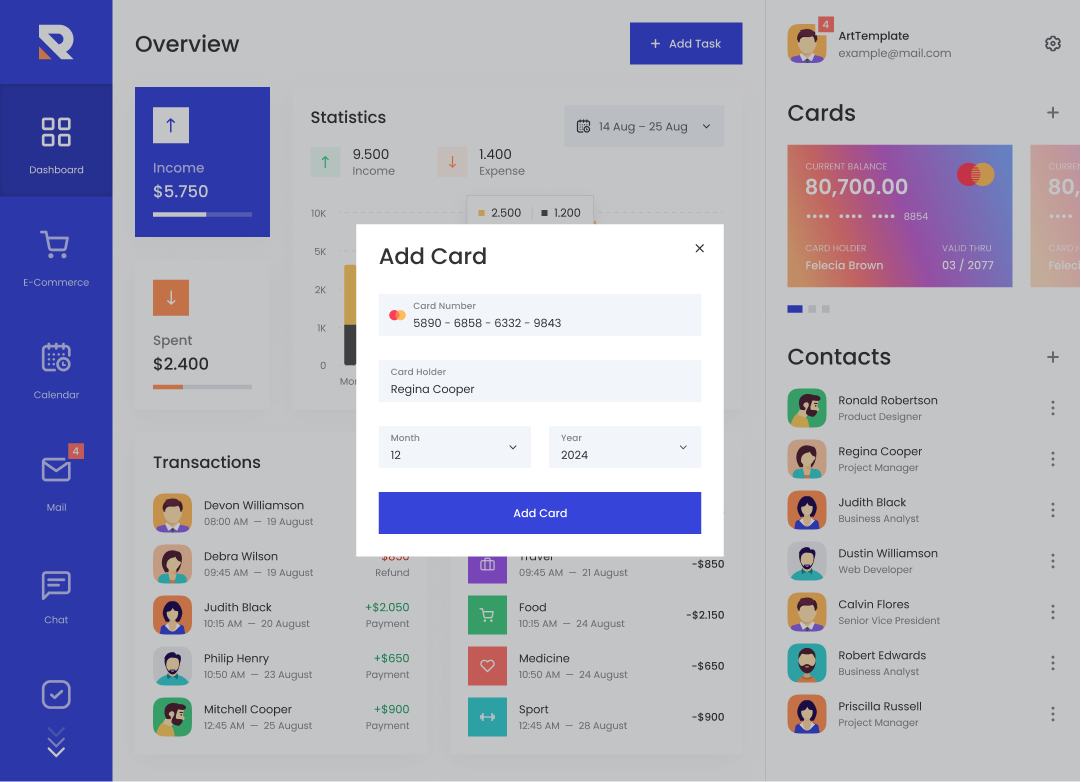 Dashboard
E-Commerce
Calendar
4
Mail
Chat
Overview
+ Add Task
Income
$5.750
Spent
$2.400
Statistics
14 Aug – 25 Aug
9.500
Income
1.400
Expense
2.500
1.200
10K
5K
2K
1K
0
Transactions
Devon Williamson
08:00 AM — 19 August
Debra Wilson
09:45 AM — 19 August
Refund
Judith Black
10:15 AM — 20 August
+$2.050
Payment
Philip Henry
10:50 AM — 23 August
+$650
Payment
Mitchell Cooper
12:45 AM — 25 August
+$900
Payment
Travel
09:45 AM — 21 August
-$850
Food
10:15 AM — 24 August
-$2.150
Medicine
10:50 AM — 24 August
-$650
Sport
12:45 AM — 28 August
-$900
Add Card
Card Number
5890 - 6858 - 6332 - 9843
Card Holder
Regina Cooper
Month
12
Year
2024
Add Card
4
ArtTemplate
example@mail.com
Cards
CURRENT BALANCE
80,700.00
•••• •••• •••• 8854
CARD HOLDER
Felecia Brown
VALID THRU
03 / 2077
Contacts
Ronald Robertson
Product Designer
Regina Cooper
Project Manager
Judith Black
Business Analyst
Dustin Williamson
Web Developer
Calvin Flores
Senior Vice President
Robert Edwards
Business Analyst
Priscilla Russell
Project Manager